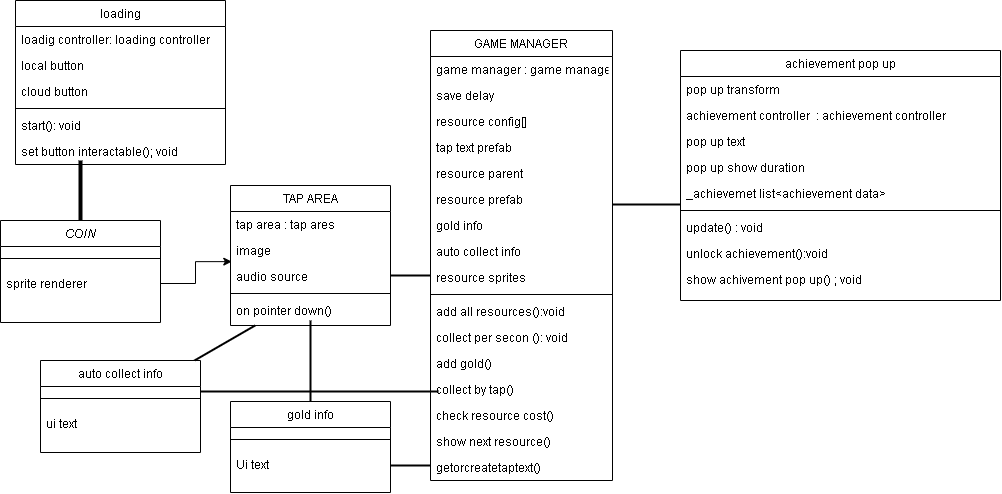 loading
loadig controller: loading controller
local button
cloud button
start(): void
set button interactable(); void
COIN
sprite renderer
TAP AREA
tap area : tap ares
image
audio source
on pointer down()
auto collect info
ui text
gold info
Ui text
GAME MANAGER
game manager : game manage
save delay
resource config[]
tap text prefab
resource parent
resource prefab
gold info
auto collect info
resource sprites
add all resources():void
collect per secon (): void
add gold()
collect by tap()
check resource cost()
show next resource()
getorcreatetaptext()
achievement pop up
pop up transform
achievement controller : achievement controller
pop up text
pop up show duration
_achievemet list<achievement data>
update() : void
unlock achievement():void
show achivement pop up() ; void